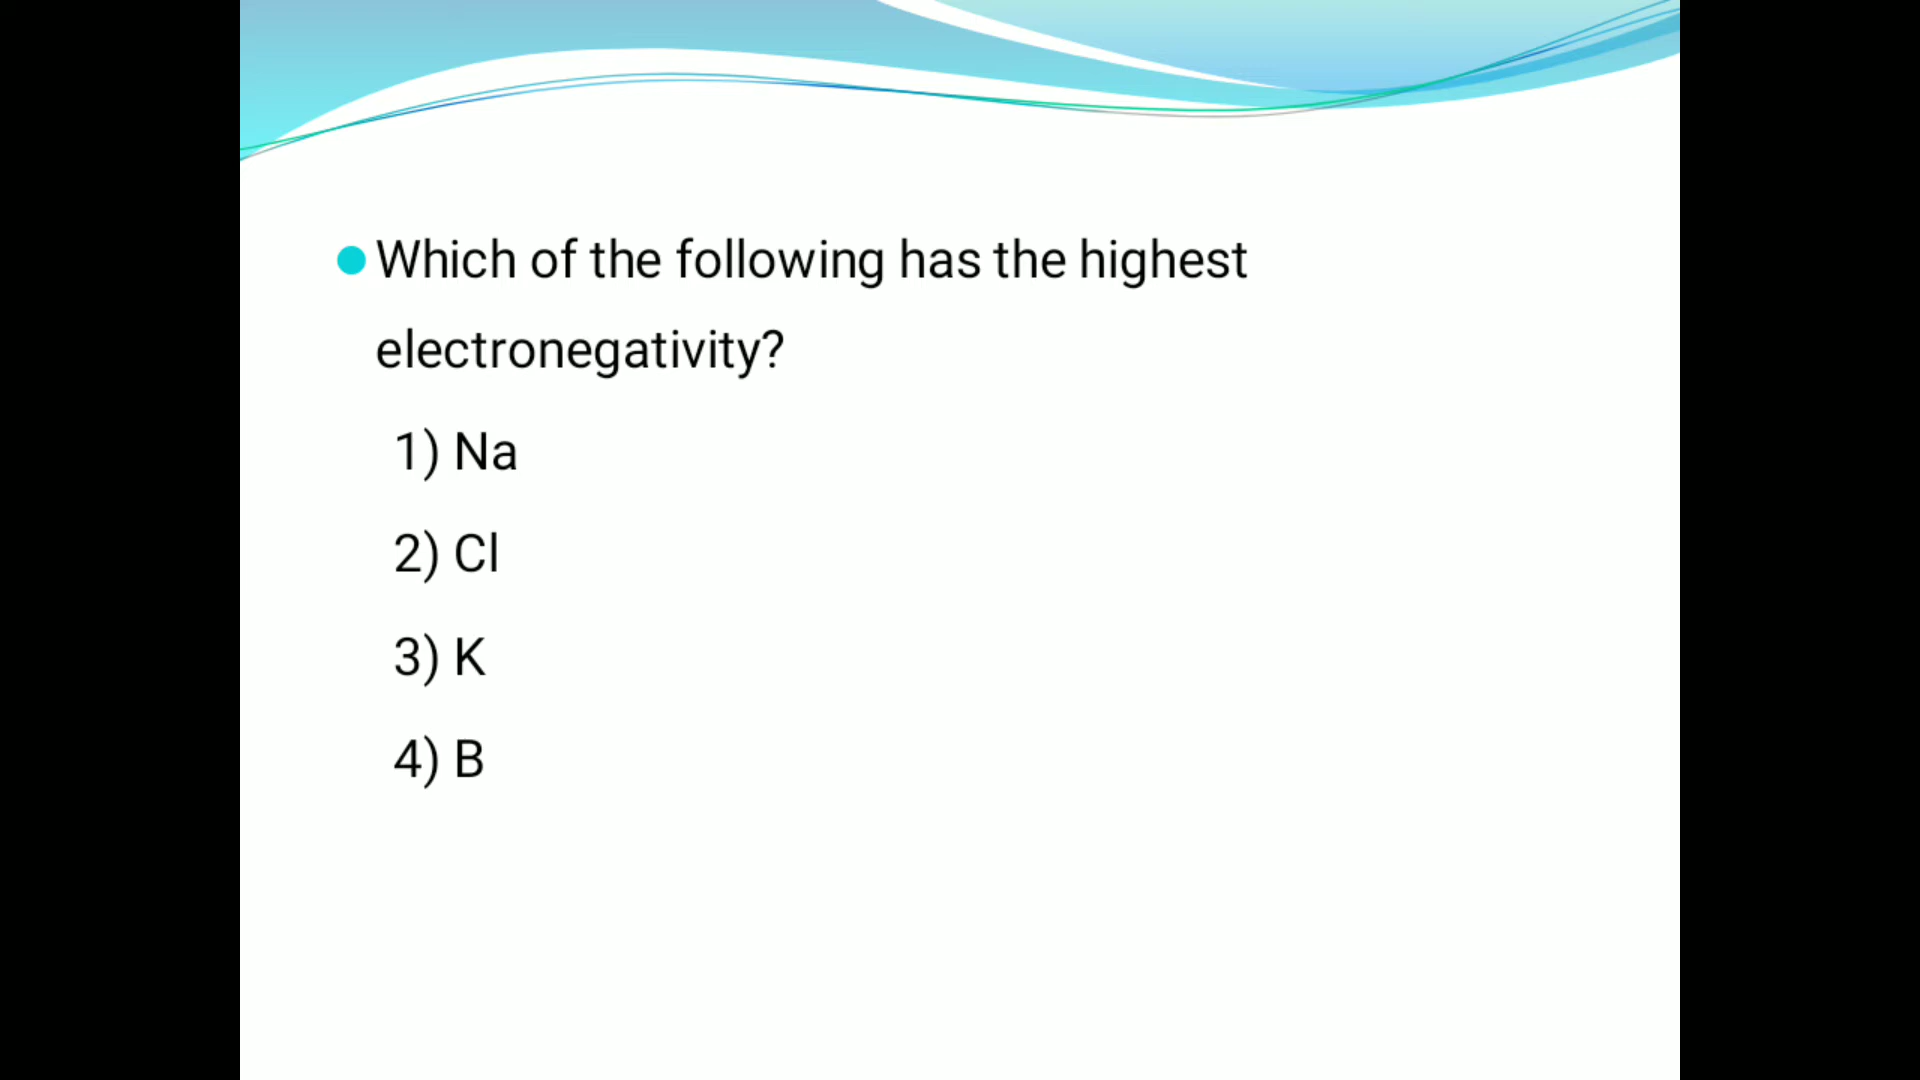 Which of the following has the highest
electronegativity?
1) Na
2) Cl
3) K
4) B